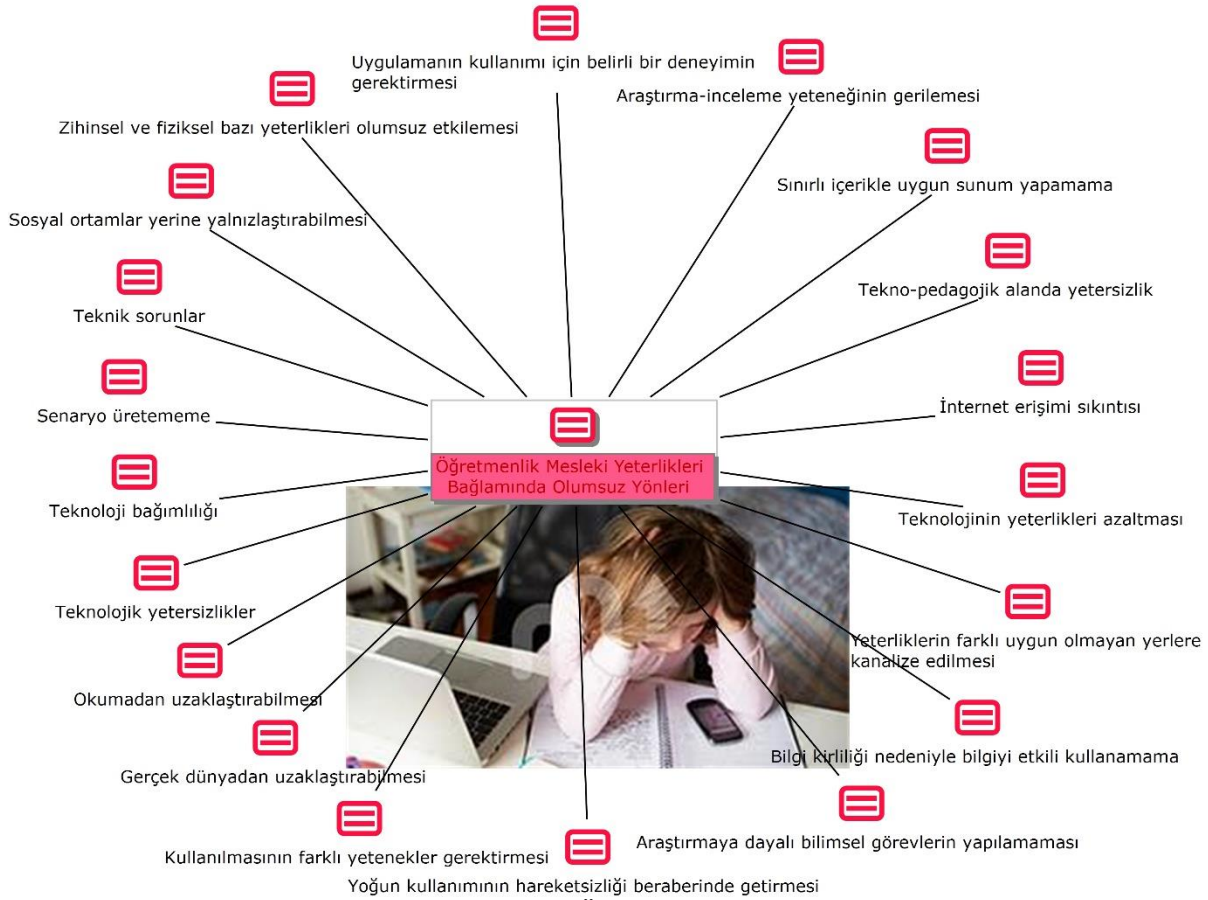 Uygulamanın kullanımı için belirli bir deneyimin
gerektirmesi
Araştırma-inceleme yeteneğinin gerilemesi
Zihinsel ve fiziksel bazı yeterlikleri olumsuz etkilemesi
Sınırlı içerikle uygun sunum yapamama
Sosyal ortamlar yerine yalnızlaştırabilmesi
Tekno-pedagojik alanda yetersizlik
Teknik sorunlar
İnternet erişimi sıkıntısı
Senaryo üretememe
Öğretmenlik Mesleki Yeterlikleri
Bağlamında Olumsuz Yönleri
Teknoloji bağımlılığı
Teknolojinin yeterlikleri azaltması
Teknolojik yetersizlikler
Yeterliklerin farklı uygun olmayan yerlere
kanalize edilmesi
Okumadan uzaklaştırabilmesi
Bilgi kirliliği nedeniyle bilgiyi etkili kullanamama
Gerçek dünyadan uzaklaştırabilmesi
Araştırmaya dayalı bilimsel görevlerin yapılamaması
Kullanılmasının farklı yetenekler gerektirmesi
Yoğun kullanımının hareketsizliği beraberinde getirmesi